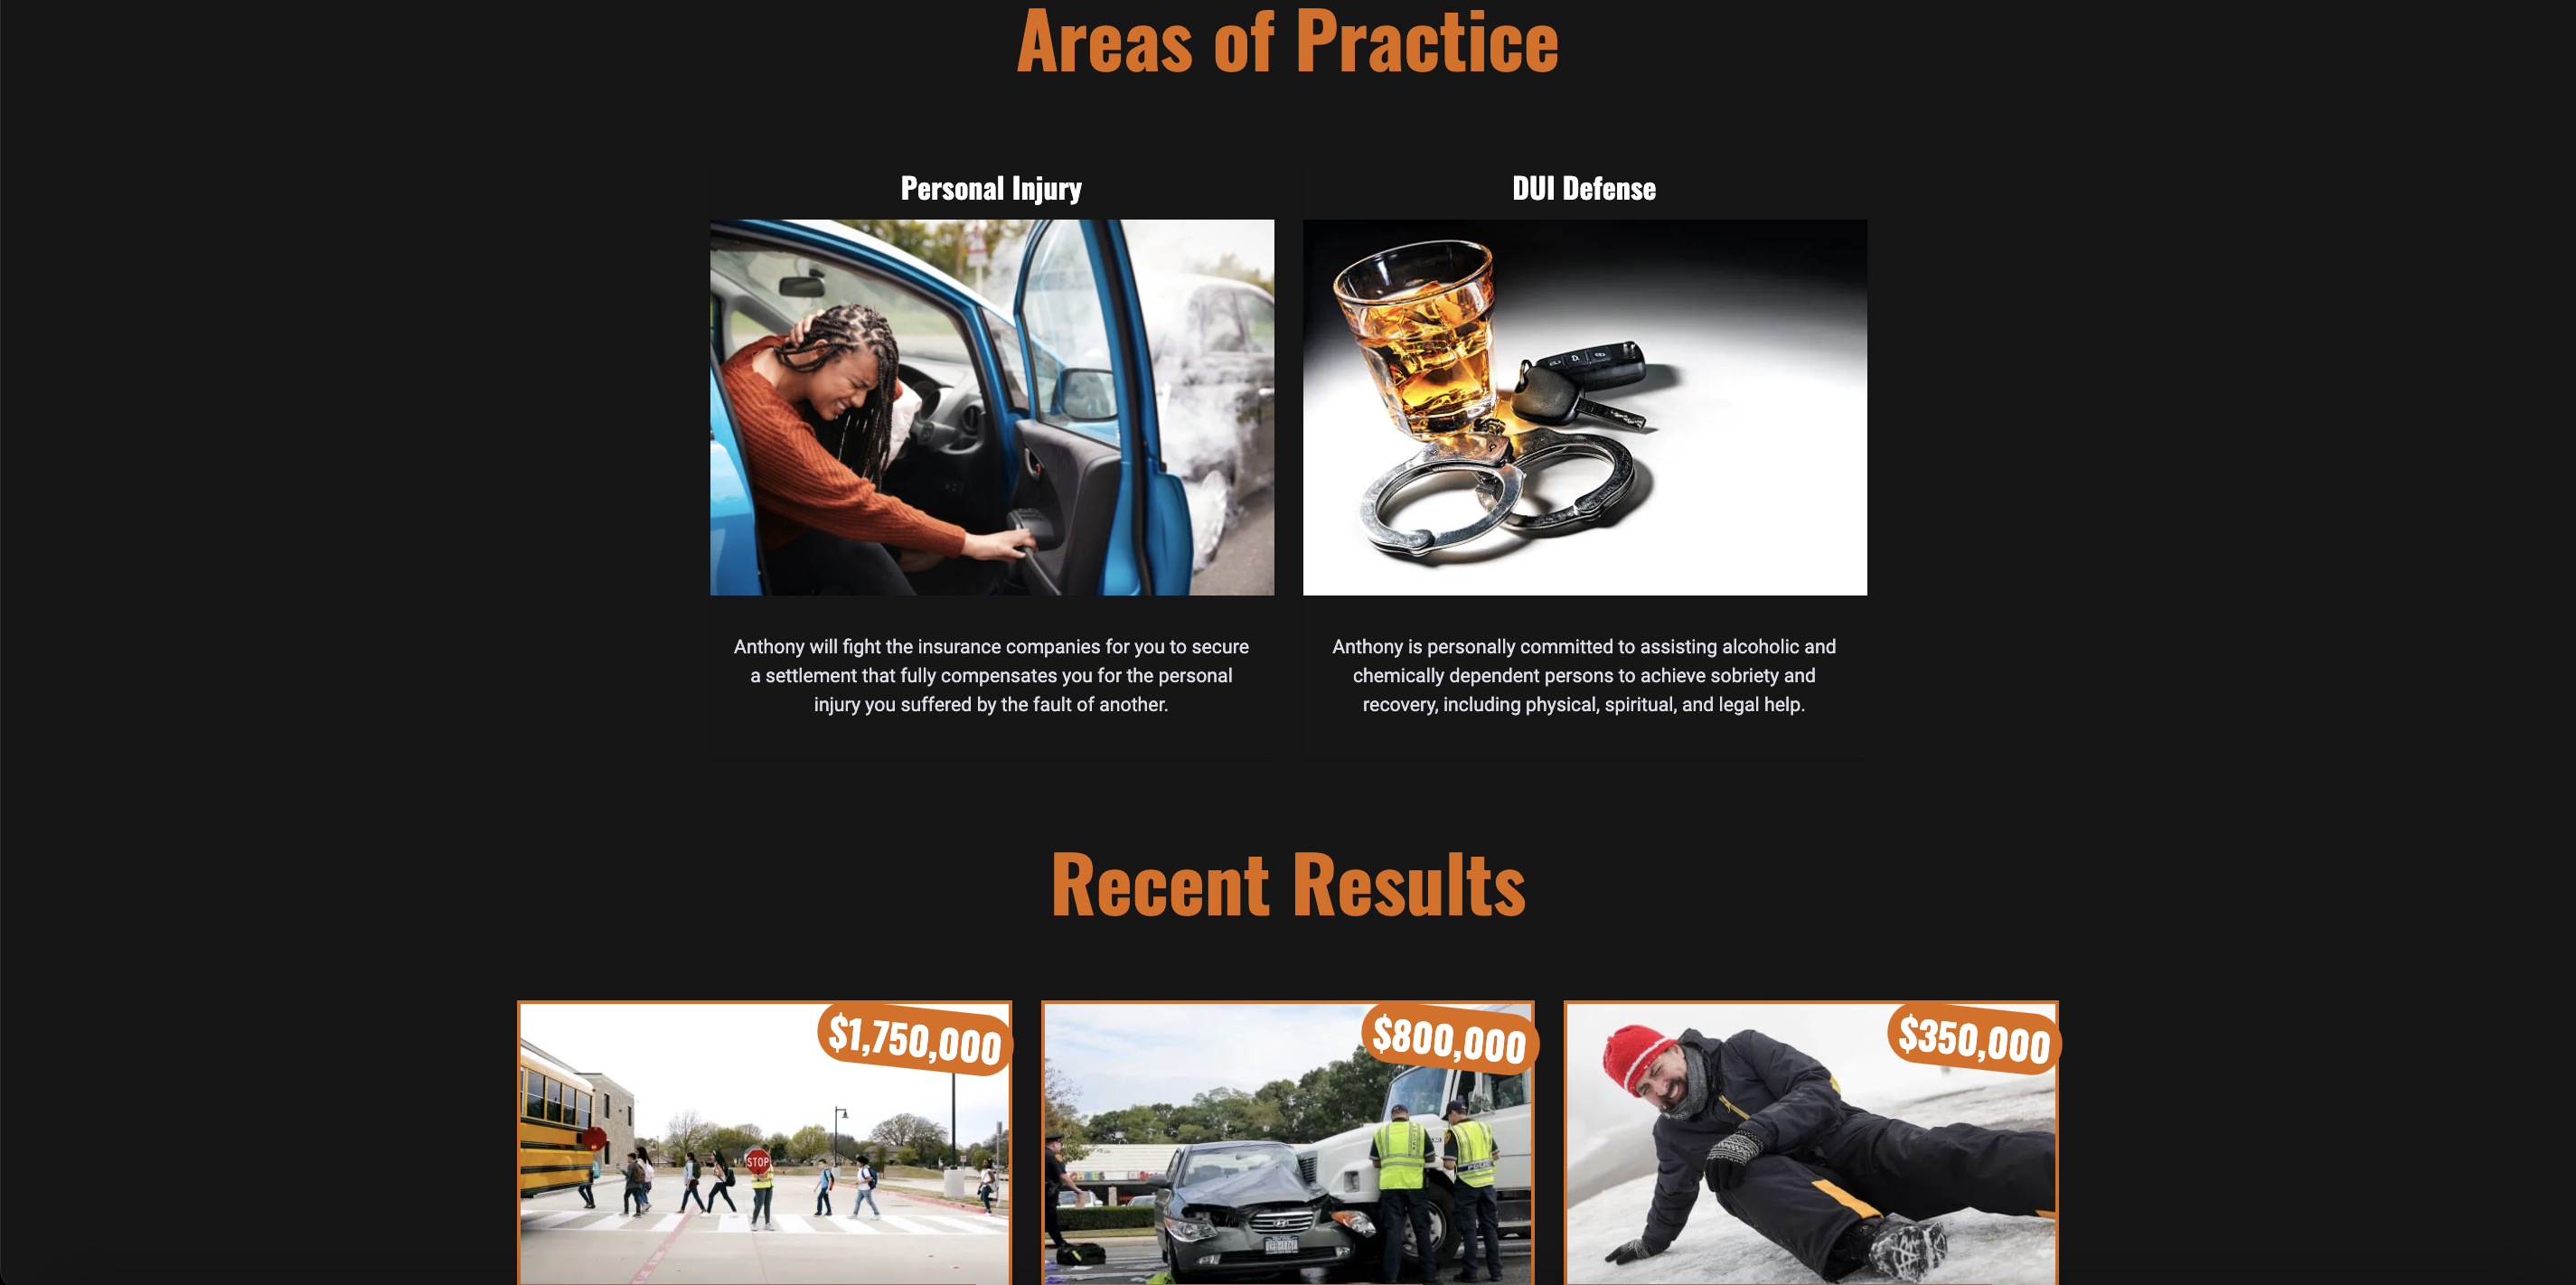 Areas of Practice
Personal Injury
DUI Defense
Anthony will fight the insurance companies for you to secure
a settlement that fully compensates you for the personal
injury you suffered by the fault of another.
Anthony is personally committed to assisting alcoholic and
chemically dependent persons to achieve sobriety and
recovery, including physical, spiritual, and legal help.
Recent Results
$1,750,000
$800,000
$350,000
STOP